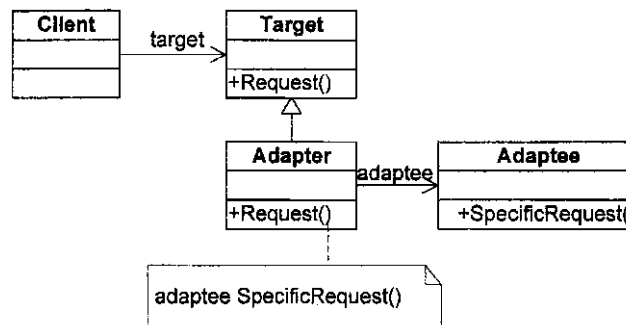 Client
Target
target
+Request()
Adapter
Adaptee
adaptee
+Request()
+SpecificRequest(
adaptee SpecificRequest()